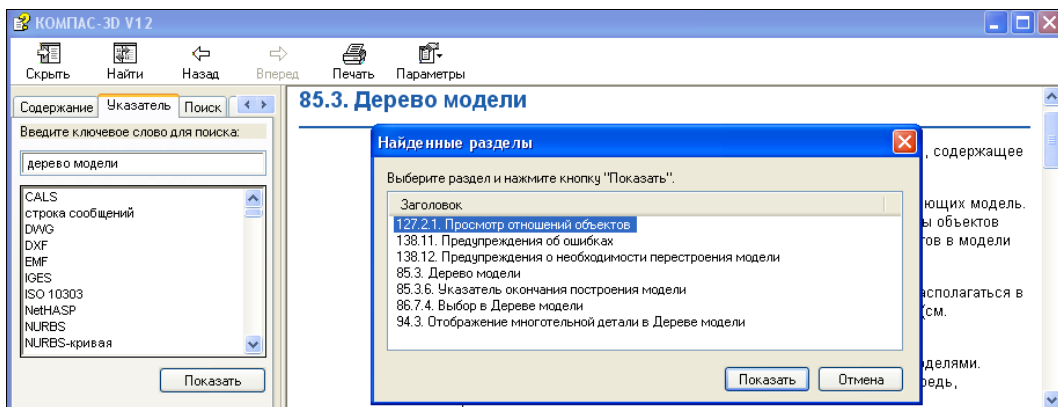 КОМПАС-3D V12
Скрыть Найти Назад Вперед Печать Параметры
Содержание Указатель Поиск
Введите ключевое слово для поиска:
дерево модели
CALS
строка сообщений
DWG
DXF
EMF
IGES
ISO 10303
NetHASP
NURBS
NURBS-кривая
Показать
85.3. Дерево модели
, содержащее
ющих модель.
ы объектов
тов в модели
асполагаться в
(см.
делями.
редь,
Найденные разделы
Выберите раздел и нажмите кнопку "Показать".
Заголовок
127.2.1. Просмотр отношений объектов
138.11. Предупреждения об ошибках
138.12. Предупреждения о необходимости перестроения модели
85.3. Дерево модели
85.3.6. Указатель окончания построения модели
86.7.4. Выбор в Дереве модели
94.3. Отображение многотельной детали в Дереве модели
Показать Отмена